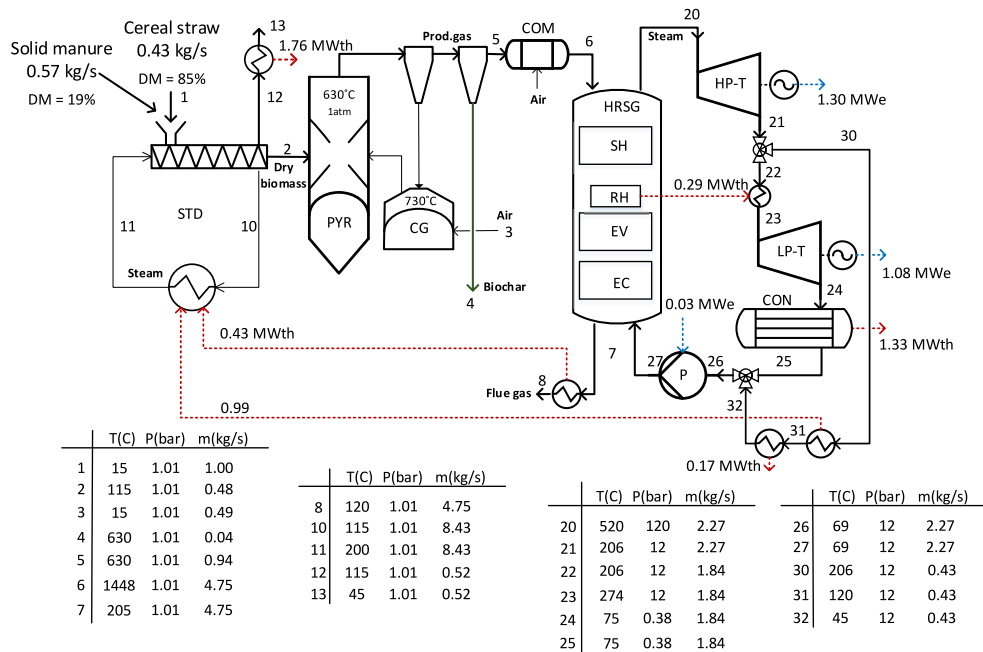 Solid manure
0.57 kg/s
DM = 19%
Cereal straw
0.43 kg/s
DM = 85%
1
13
1.76 MWth
12
2
Dry
biomass
11
STD
10
Steam
630°C
1atm
PYR
Prod.gas
730°C
CG
Air
3
4
Biochar
5
COM
Air
6
HRSG
SH
RH
EV
EC
20
Steam
HP-T
1.30 MWe
21
30
22
0.29 MWth
23
LP-T
1.08 MWe
24
CON
1.33 MWth
25
0.03 MWe
27
P
26
32
31
0.17 MWth
7
8
Flue gas
0.43 MWth
0.99
T(C) P(bar) m(kg/s)
1 15 1.01 1.00
2 115 1.01 0.48
3 15 1.01 0.49
4 630 1.01 0.04
5 630 1.01 0.94
6 1448 1.01 4.75
7 205 1.01 4.75
T(C) P(bar) m(kg/s)
8 120 1.01 4.75
10 115 1.01 8.43
11 200 1.01 8.43
12 115 1.01 0.52
13 45 1.01 0.52
T(C) P(bar) m(kg/s)
20 520 120 2.27
21 206 12 2.27
22 206 12 1.84
23 274 12 1.84
24 75 0.38 1.84
25 75 0.38 1.84
T(C) P(bar) m(kg/s)
26 69 12 2.27
27 69 12 2.27
30 206 12 0.43
31 120 12 0.43
32 45 12 0.43